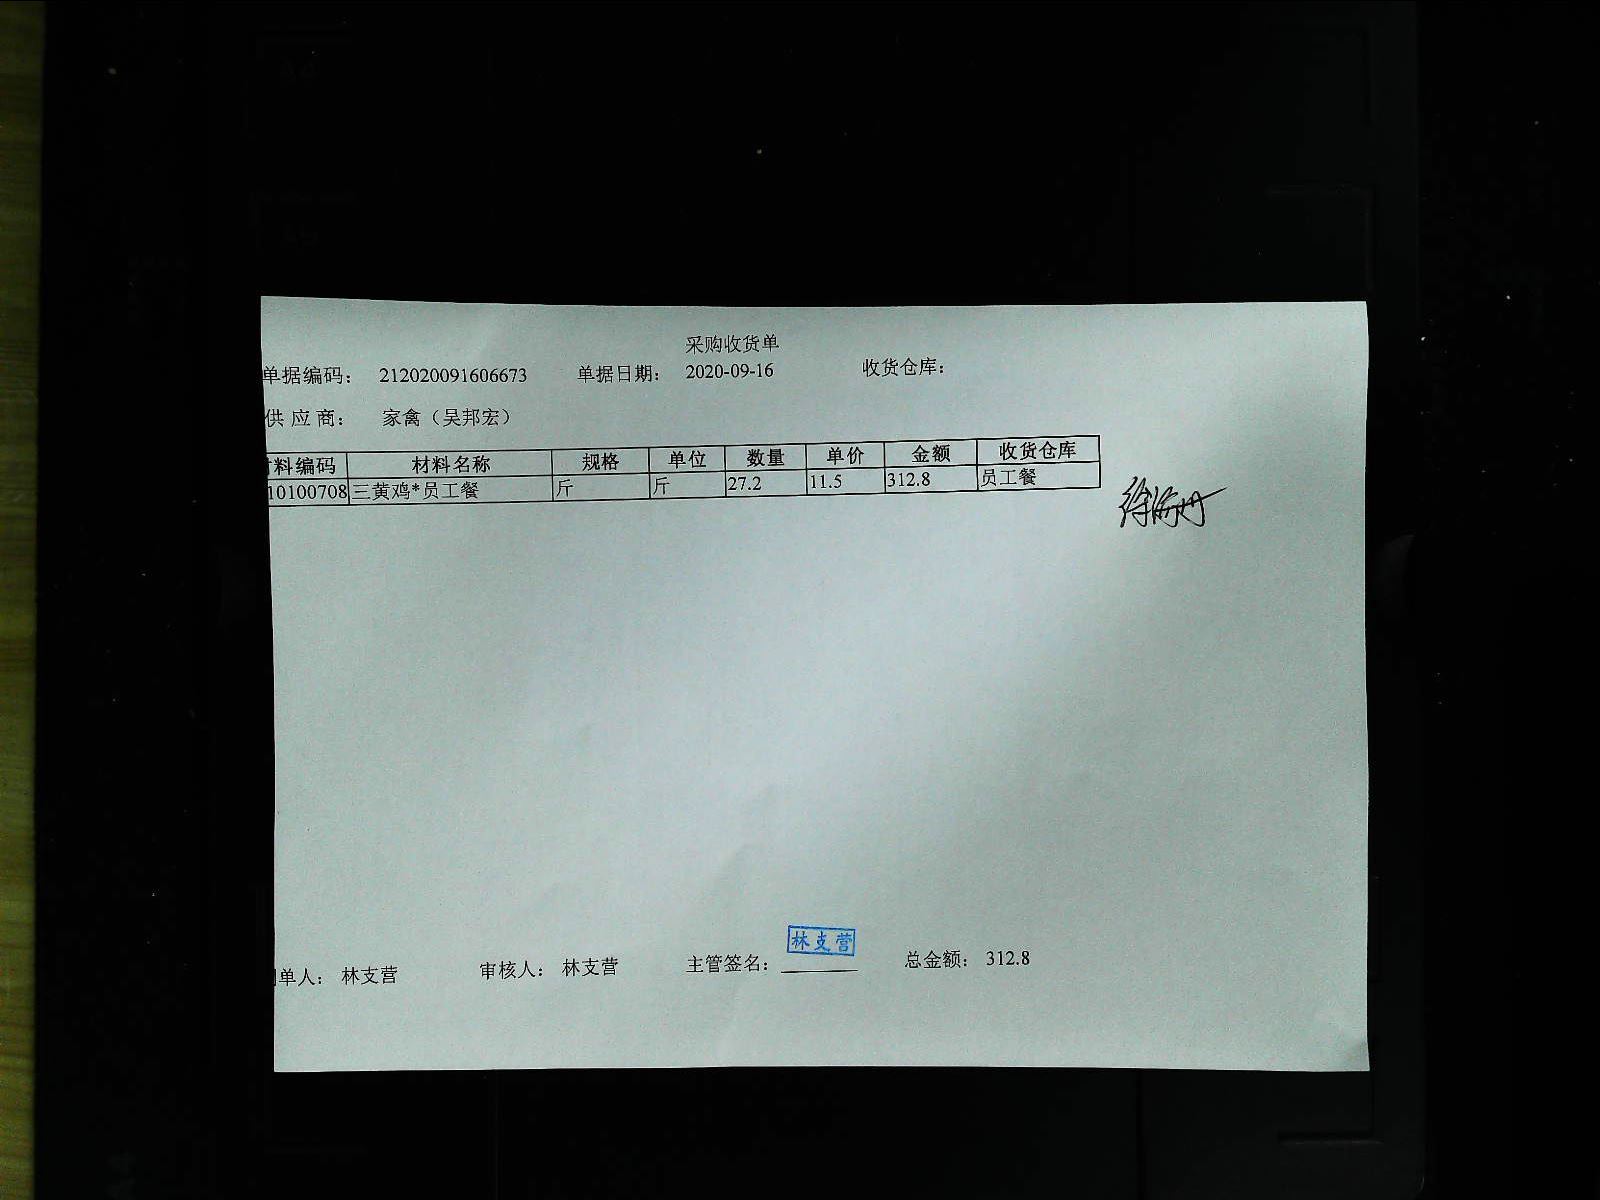 采购收货单
单据编码： 212020091606673 单据日期： 2020-09-16 收货仓库：
供 应 商： 家禽（吴邦宏）
材料编码 材料名称 规格 单位 数量 单价 金额 收货仓库
10100708 三黄鸡*员工餐 斤 斤 27.2 11.5 312.8 员工餐
林支营
单人： 林支营 审核人： 林支营 主管签名： 总金额： 312.8